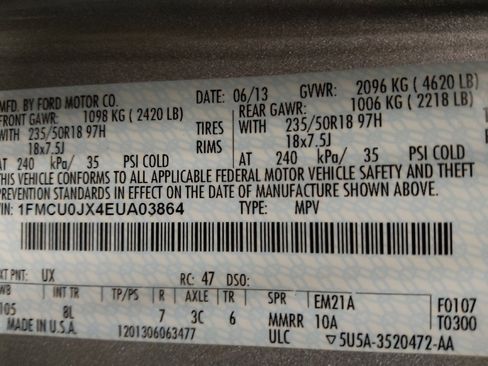 MFD. BY FORD MOTOR CO.
DATE: 06/13 GVWR: 2096 KG ( 4620 LB)
FRONT GAWR: 1098 KG ( 2420 LB) REAR GAWR: 1006 KG ( 2218 LB)
WITH 235/50R18 97H TIRES WITH 235/50R18 97H
18x7.5J RIMS 18x7.5J
AT 240 kPa/ 35 PSI COLD AT 240 kPa/ 35 PSI COLD
THIS VEHICLE CONFORMS TO ALL APPLICABLE FEDERAL MOTOR VEHICLE SAFETY AND THEFT
PREVENTION STANDARDS IN EFFECT ON THE DATE OF MANUFACTURE SHOWN ABOVE.
VIN: 1FMCU0JX4EUA03864 TYPE: MPV
EXT PNT: UX RC: 47 DSO:
WB INT TR TP/PS R AXLE TR SPR EM21A F0107
105 8L 7 3C 6 MMRR 10A T0300
MADE IN U.S.A. 1201306063477 ULC ▽5U5A-3520472-AA